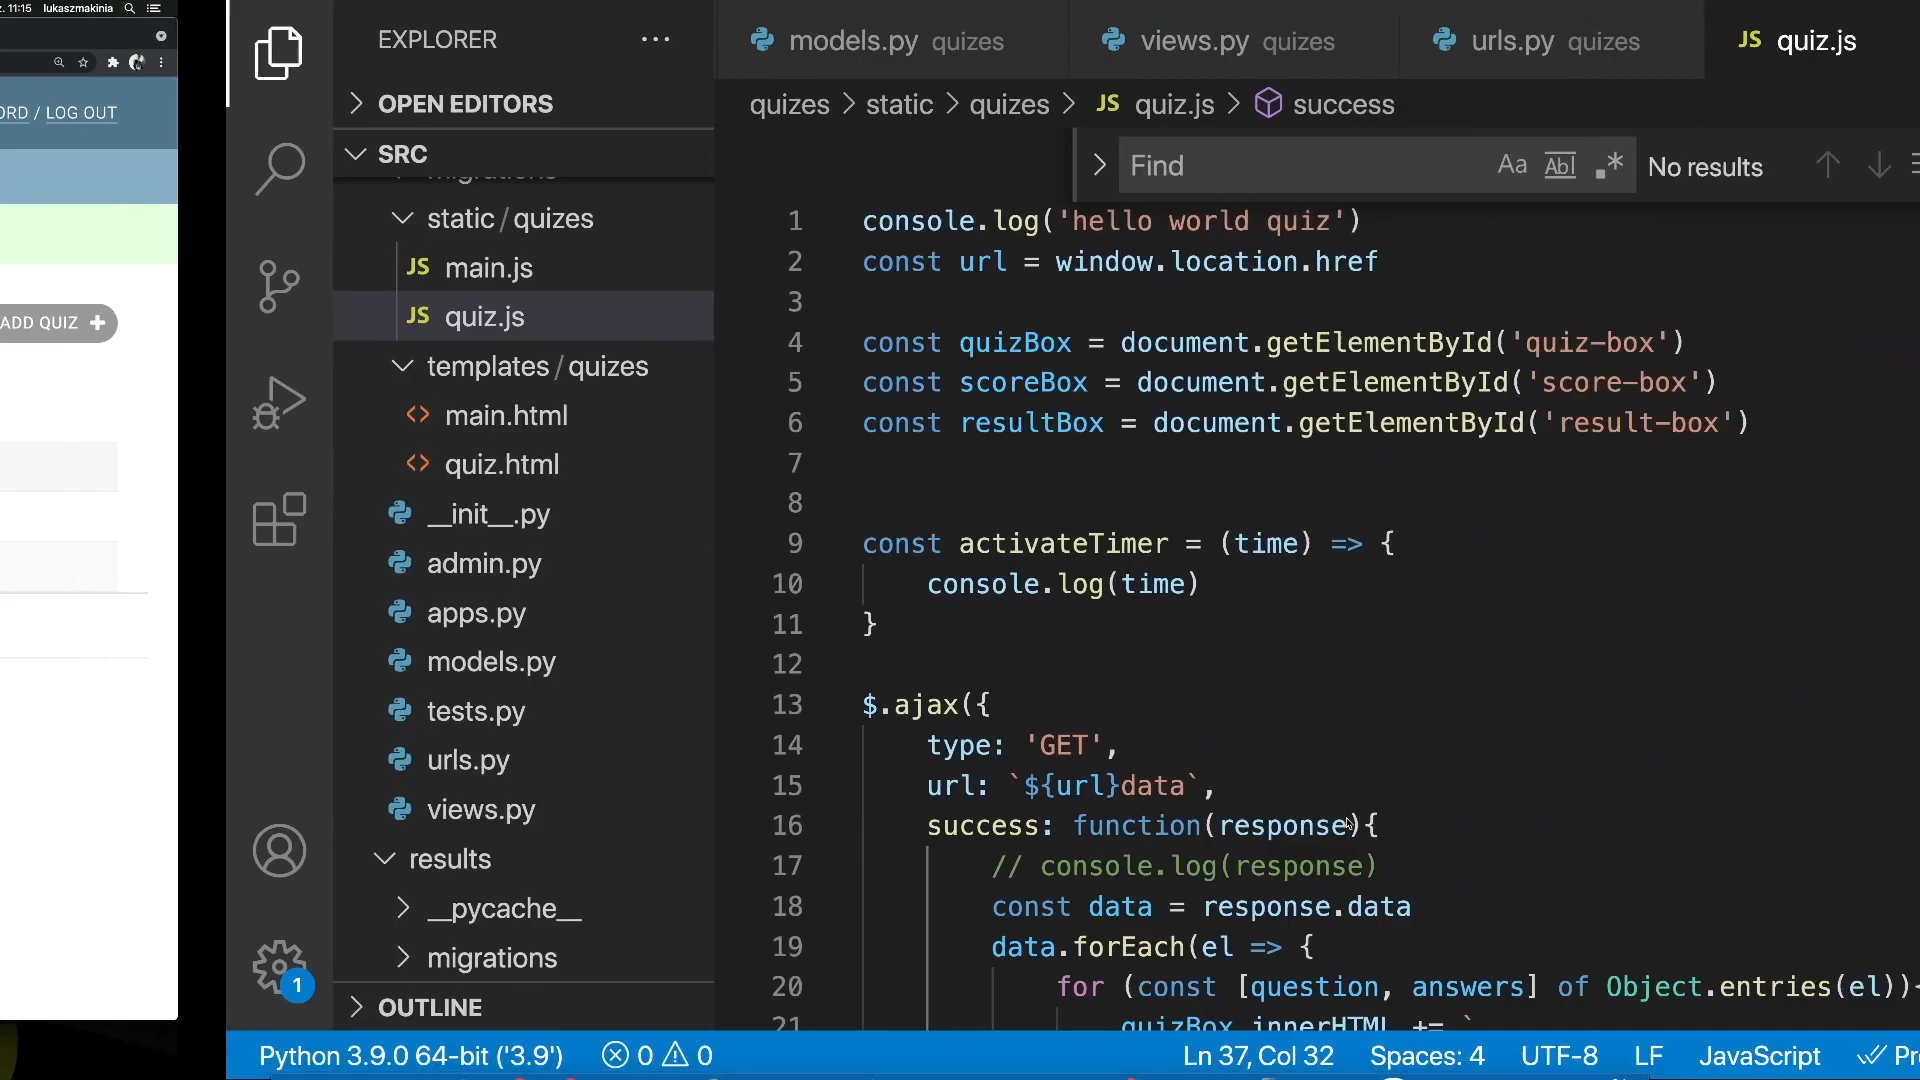 11:15 lukaszmakinia
ORD / LOG OUT
ADD QUIZ
EXPLORER
OPEN EDITORS
SRC
migrations
static / quizes
JS main.js
JS quiz.js
templates / quizes
<> main.html
<> quiz.html
__init__.py
admin.py
apps.py
models.py
tests.py
urls.py
views.py
results
__pycache__
migrations
OUTLINE
1
models.py quizes
views.py quizes
urls.py quizes
JS quiz.js
quizes > static > quizes > JS quiz.js > success
Find Aa Abl .* No results
1 console.log('hello world quiz')
2 const url = window.location.href
3
4 const quizBox = document.getElementById('quiz-box')
5 const scoreBox = document.getElementById('score-box')
6 const resultBox = document.getElementById('result-box')
7
8
9 const activateTimer = (time) => {
10 console.log(time)
11 }
12
13 $.ajax({
14 type: 'GET',
15 url: `${url}data`,
16 success: function(response){
17 // console.log(response)
18 const data = response.data
19 data.forEach(el => {
20 for (const [question, answers] of Object.entries(el)){
21 quizBox.innerHTML += `
Python 3.9.0 64-bit ('3.9') 0 0 Ln 37, Col 32 Spaces: 4 UTF-8 LF JavaScript